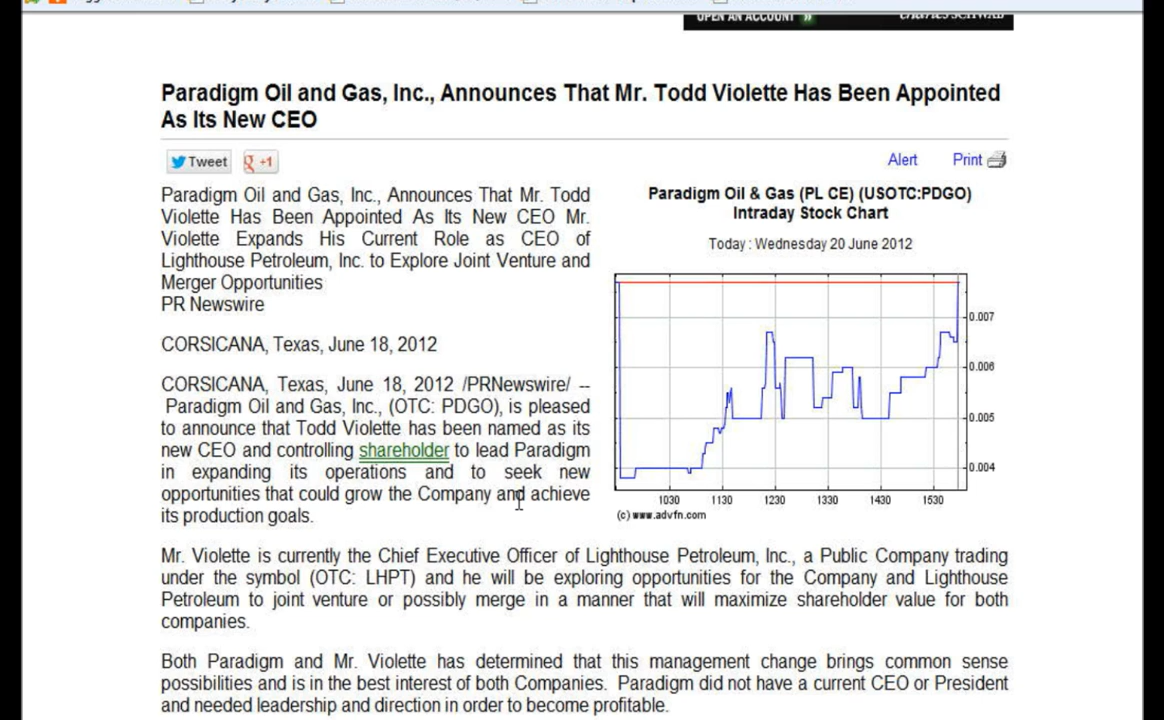 OPEN AN ACCOUNT »
charles SCHWAB
Paradigm Oil and Gas, Inc., Announces That Mr. Todd Violette Has Been Appointed
As Its New CEO
Tweet
g +1
Alert
Print
Paradigm Oil and Gas, Inc., Announces That Mr. Todd
Violette Has Been Appointed As Its New CEO Mr.
Violette Expands His Current Role as CEO of
Lighthouse Petroleum, Inc. to Explore Joint Venture and
Merger Opportunities
PR Newswire
CORSICANA, Texas, June 18, 2012
CORSICANA, Texas, June 18, 2012 /PRNewswire/ --
Paradigm Oil and Gas, Inc., (OTC: PDGO), is pleased
to announce that Todd Violette has been named as its
new CEO and controlling shareholder to lead Paradigm
in expanding its operations and to seek new
opportunities that could grow the Company and achieve
its production goals.
Paradigm Oil & Gas (PL CE) (USOTC:PDGO)
Intraday Stock Chart
Today : Wednesday 20 June 2012
0.007
0.006
0.005
0.004
1030 1130 1230 1330 1430 1530
(c) www.advfn.com
Mr. Violette is currently the Chief Executive Officer of Lighthouse Petroleum, Inc., a Public Company trading
under the symbol (OTC: LHPT) and he will be exploring opportunities for the Company and Lighthouse
Petroleum to joint venture or possibly merge in a manner that will maximize shareholder value for both
companies.
Both Paradigm and Mr. Violette has determined that this management change brings common sense
possibilities and is in the best interest of both Companies. Paradigm did not have a current CEO or President
and needed leadership and direction in order to become profitable.